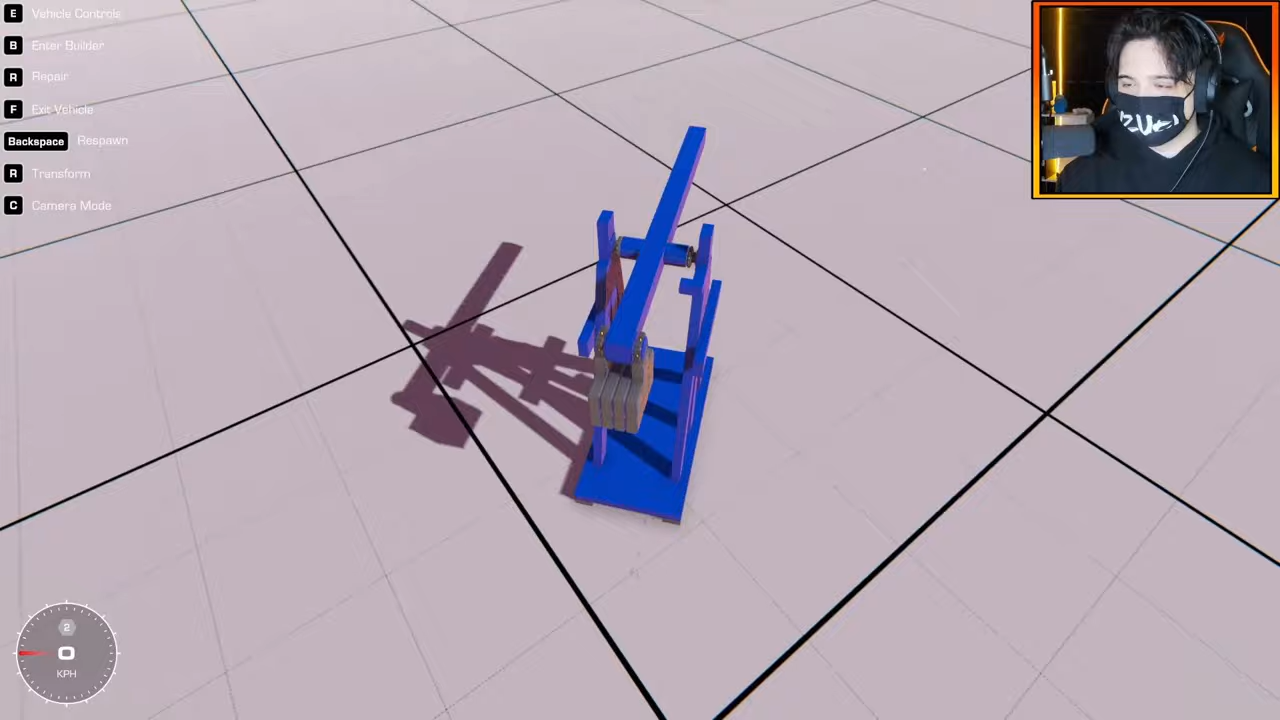 E Vehicle Controls
B Enter Builder
R Repair
F Exit Vehicle
Backspace Respawn
R Transform
C Camera Mode
2
0
KPH